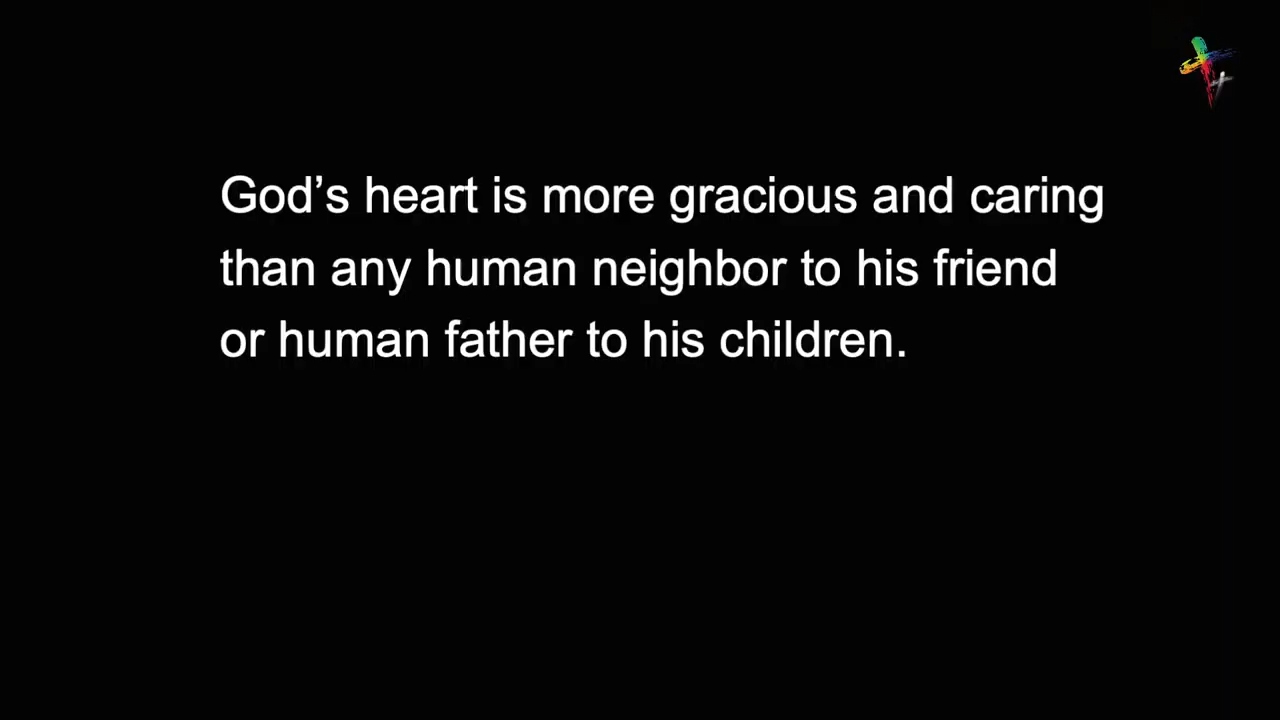 God’s heart is more gracious and caring
than any human neighbor to his friend
or human father to his children.